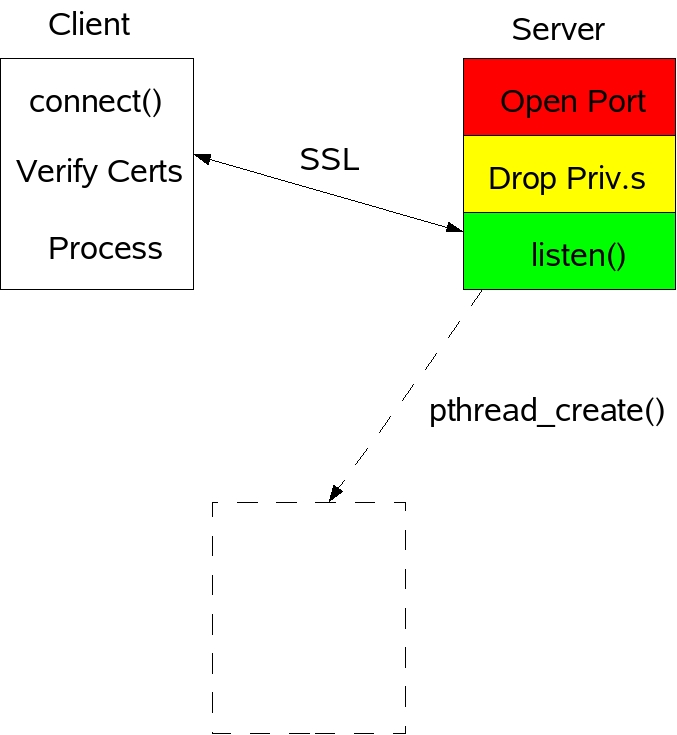 Client
Server
connect()
Open Port
Verify Certs
SSL
Drop Priv.s
Process
listen()
pthread_create()